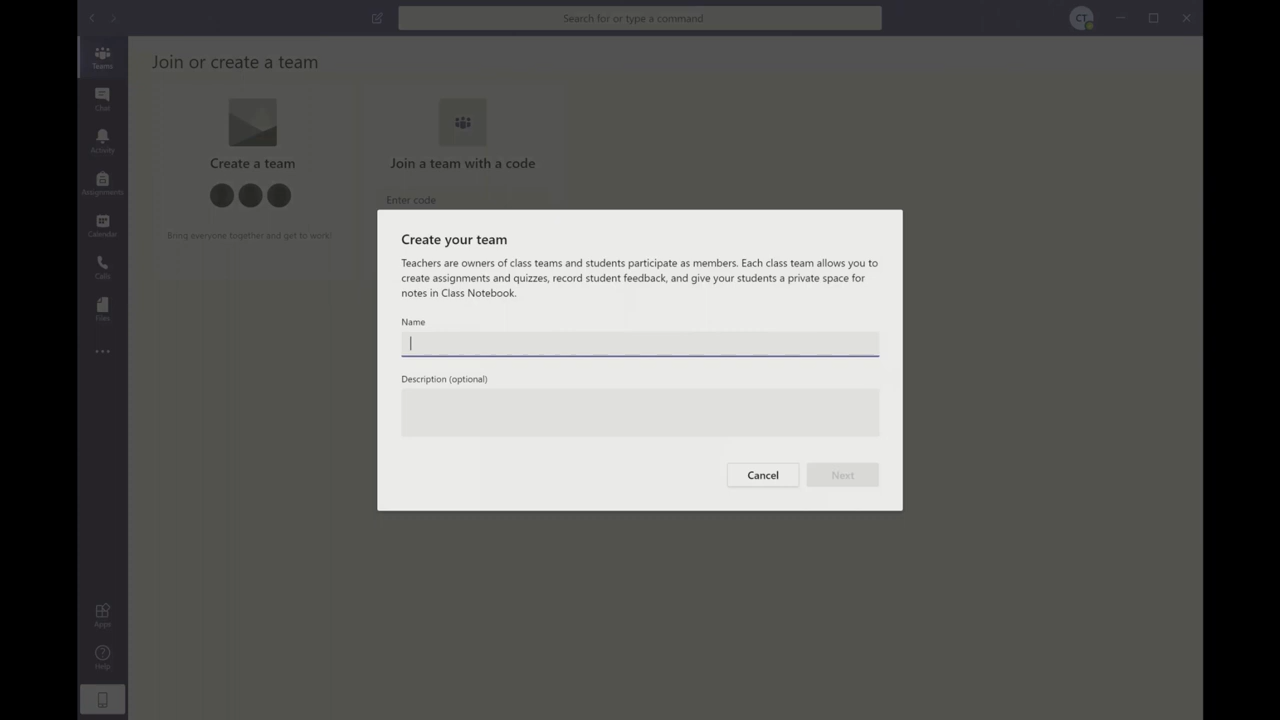 Search for or type a command
CT
Teams
Chat
Activity
Assignments
Calendar
Calls
Files
Apps
Help
Join or create a team
Create a team
Bring everyone together and get to work!
Join a team with a code
Enter code
Create your team
Teachers are owners of class teams and students participate as members. Each class team allows you to
create assignments and quizzes, record student feedback, and give your students a private space for
notes in Class Notebook.
Name
Description (optional)
Cancel
Next